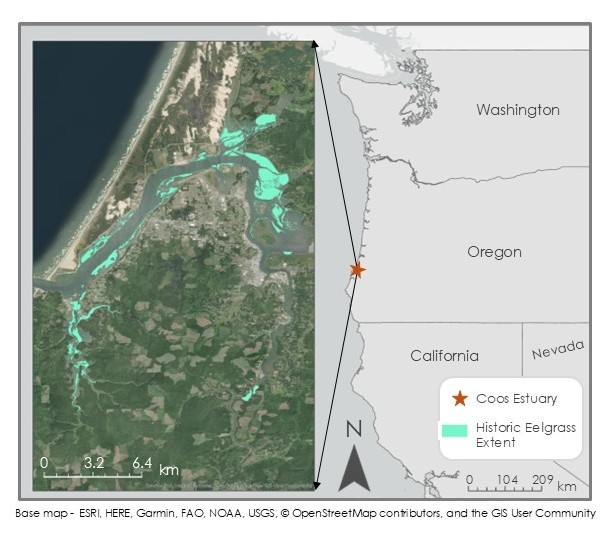 Washington
Oregon
California
Nevada
Coos Estuary
Historic Eelgrass
Extent
N
0 3.2 6.4 km
0 104 209 km
Base map - ESRI, HERE, Garmin, FAO, NOAA, USGS, © OpenStreetMap contributors, and the GIS User Community